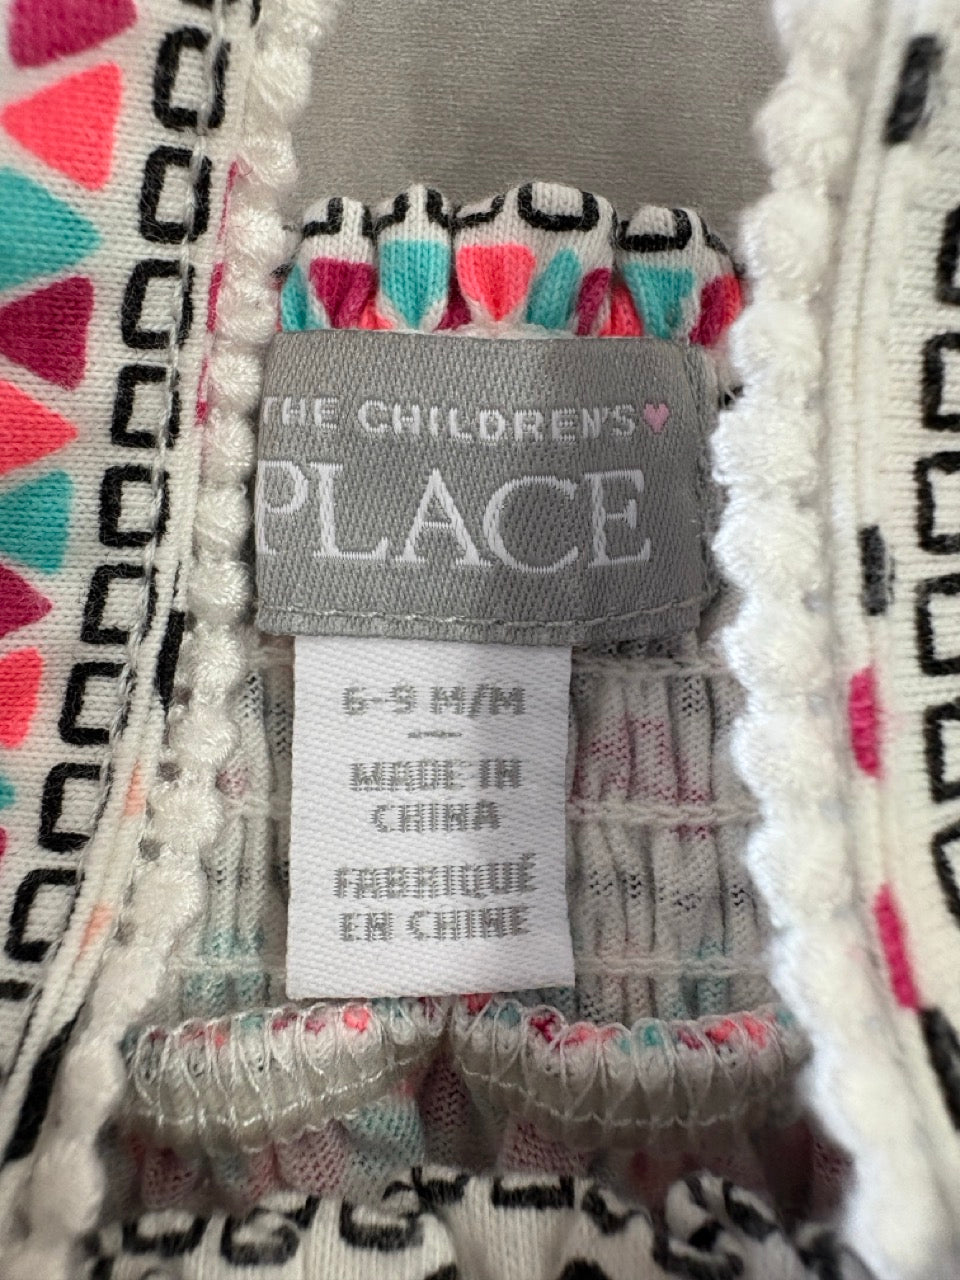 THE CHILDREN'S
PLACE
6-9 M/M
MADE IN
CHINA
FABRIQUÉ
EN CHINE